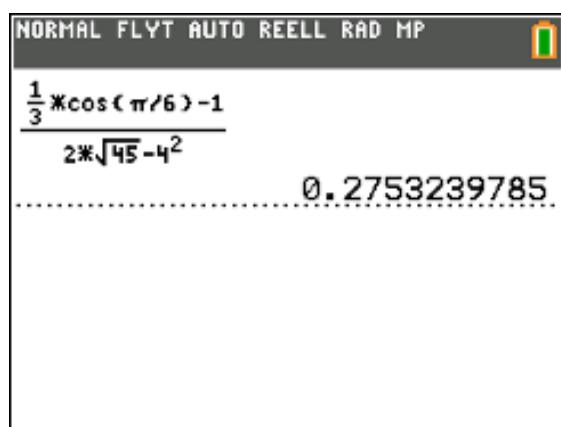 NORMAL FLYT AUTO REELL RAD MP
1/3*cos(π/6)-1
2*√45-4²
0.2753239785